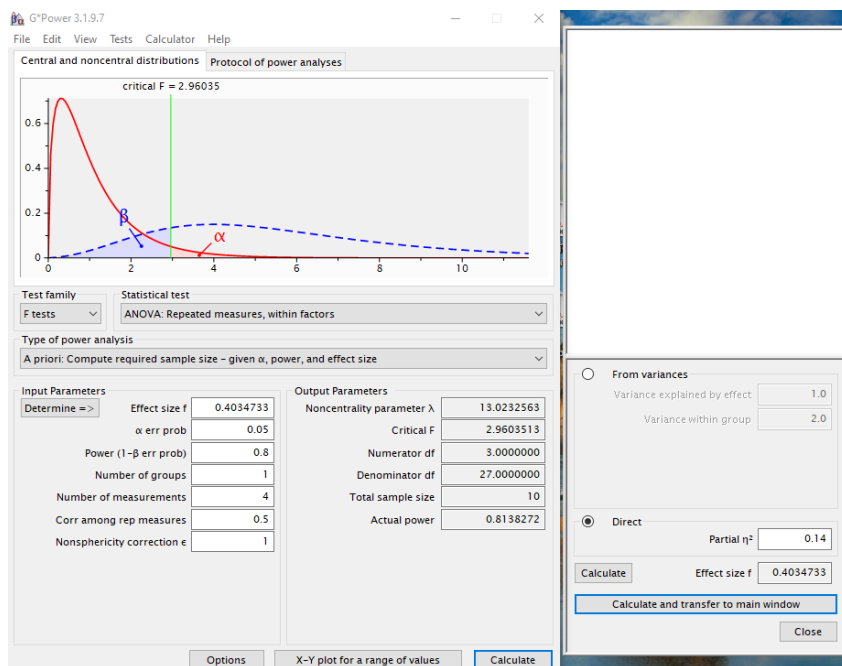 G*Power 3.1.9.7
File Edit View Tests Calculator Help
Central and noncentral distributions Protocol of power analyses
critical F = 2.96035
0.6
0.4
0.2
0
β
α
0 2 4 6 8 10
Test family Statistical test
F tests ANOVA: Repeated measures, within factors
Type of power analysis
A priori: Compute required sample size – given α, power, and effect size
Input Parameters
Determine => Effect size f 0.4034733
α err prob 0.05
Power (1-β err prob) 0.8
Number of groups 1
Number of measurements 4
Corr among rep measures 0.5
Nonsphericity correction ϵ 1
Output Parameters
Noncentrality parameter λ 13.0232563
Critical F 2.9603513
Numerator df 3.0000000
Denominator df 27.0000000
Total sample size 10
Actual power 0.8138272
Options X-Y plot for a range of values Calculate
From variances
Variance explained by effect 1.0
Variance within group 2.0
Direct
Partial η² 0.14
Calculate Effect size f 0.4034733
Calculate and transfer to main window
Close